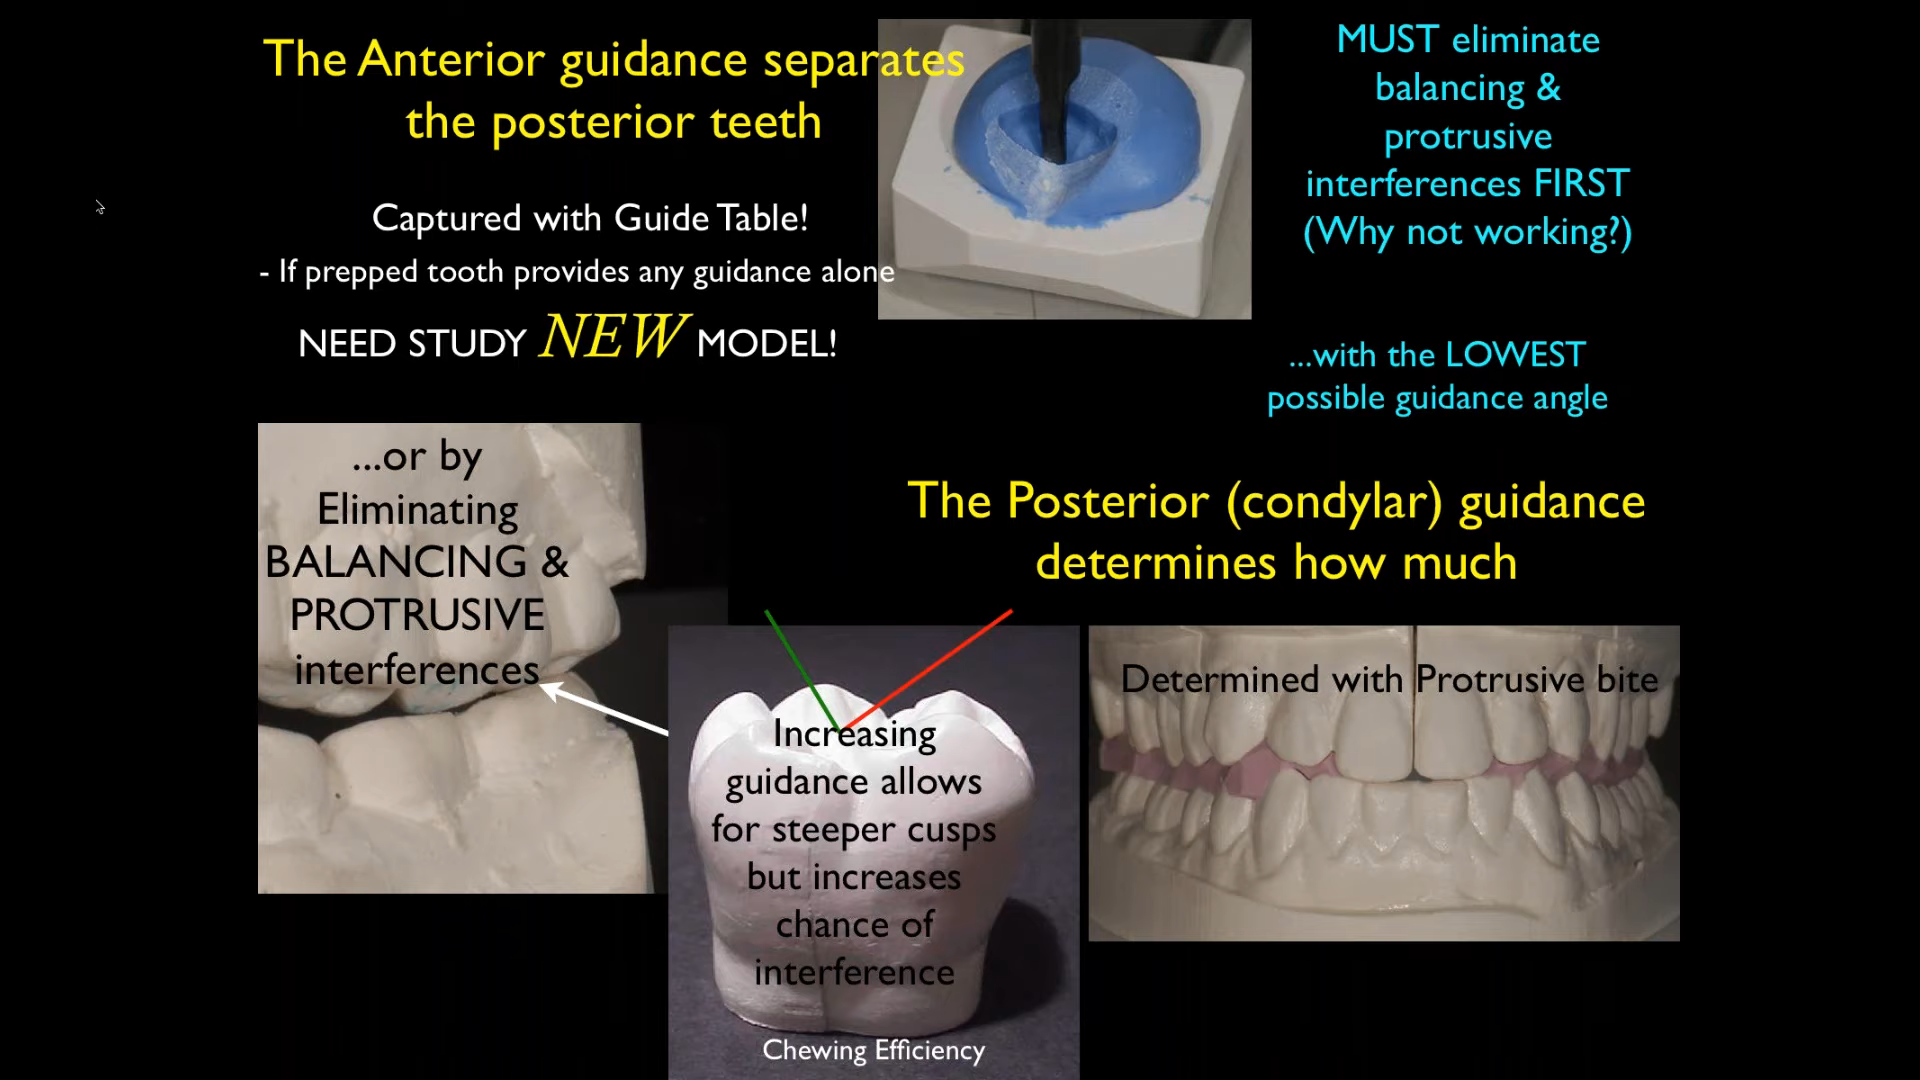 The Anterior guidance separates
the posterior teeth
Captured with Guide Table!
- If prepped tooth provides any guidance alone
NEED STUDY NEW MODEL!
MUST eliminate
balancing &
protrusive
interferences FIRST
(Why not working?)
...with the LOWEST
possible guidance angle
...or by
Eliminating
BALANCING &
PROTRUSIVE
interferences
The Posterior (condylar) guidance
determines how much
Increasing
guidance allows
for steeper cusps
but increases
chance of
interference
Chewing Efficiency
Determined with Protrusive bite